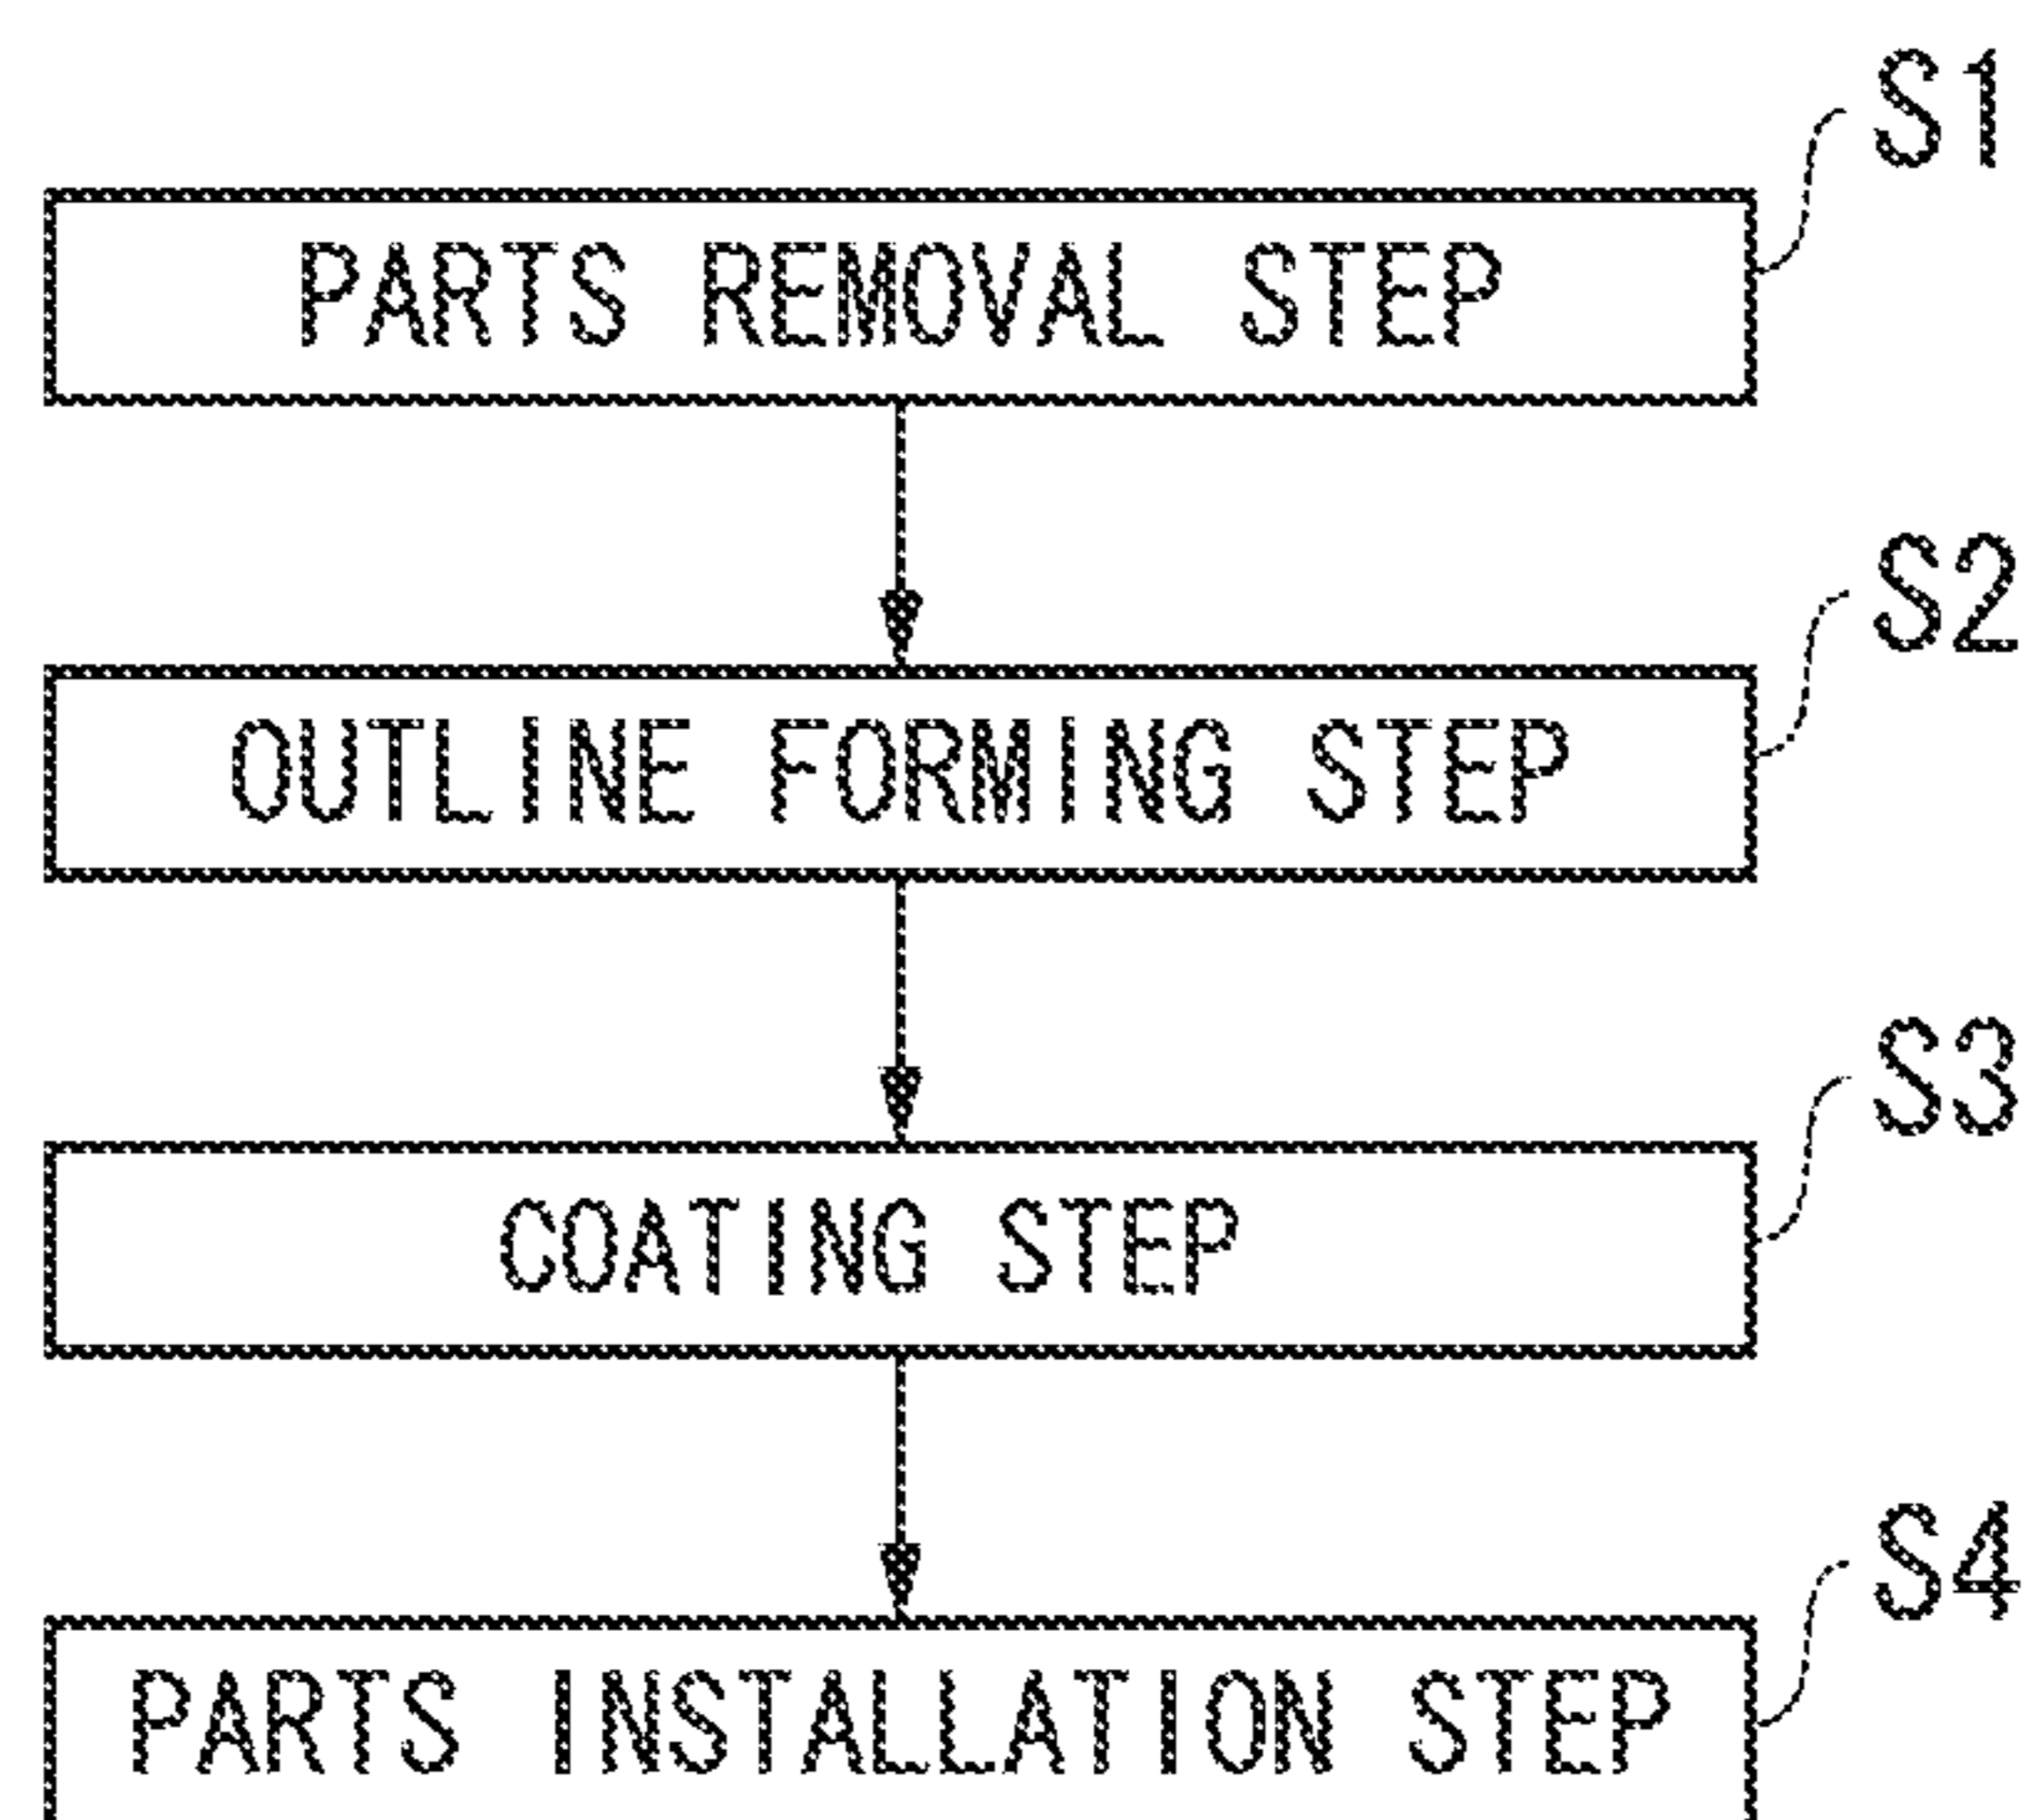 S1
PARTS REMOVAL STEP
S2
OUTLINE FORMING STEP
S3
COATING STEP
S4
PARTS INSTALLATION STEP